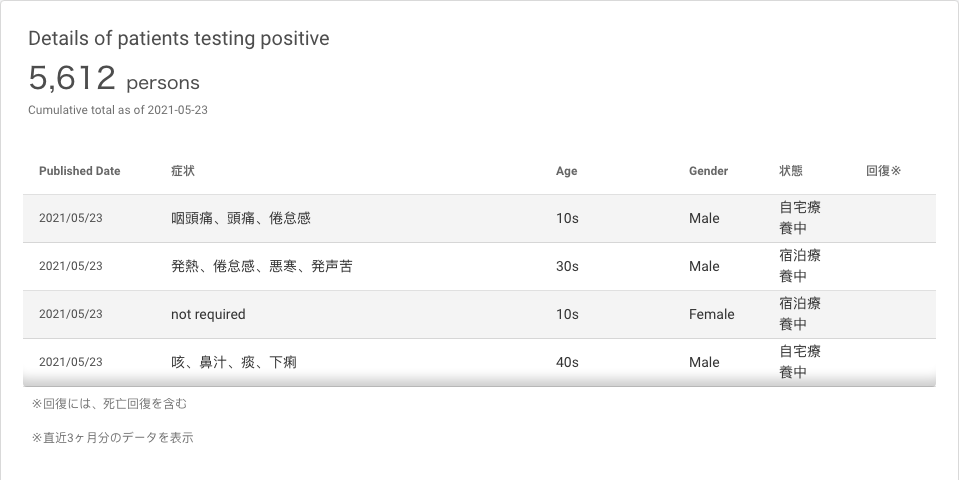 Details of patients testing positive
5,612 persons
Cumulative total as of 2021-05-23
Published Date 症状 Age Gender 状態 回復※
2021/05/23 咽頭痛、頭痛、倦怠感 10s Male 自宅療
養中
2021/05/23 発熱、倦怠感、悪寒、発声苦 30s Male 宿泊療
養中
2021/05/23 not required 10s Female 宿泊療
養中
2021/05/23 咳、鼻汁、痰、下痢 40s Male 自宅療
養中
※回復には、死亡回復を含む
※直近3ヶ月分のデータを表示